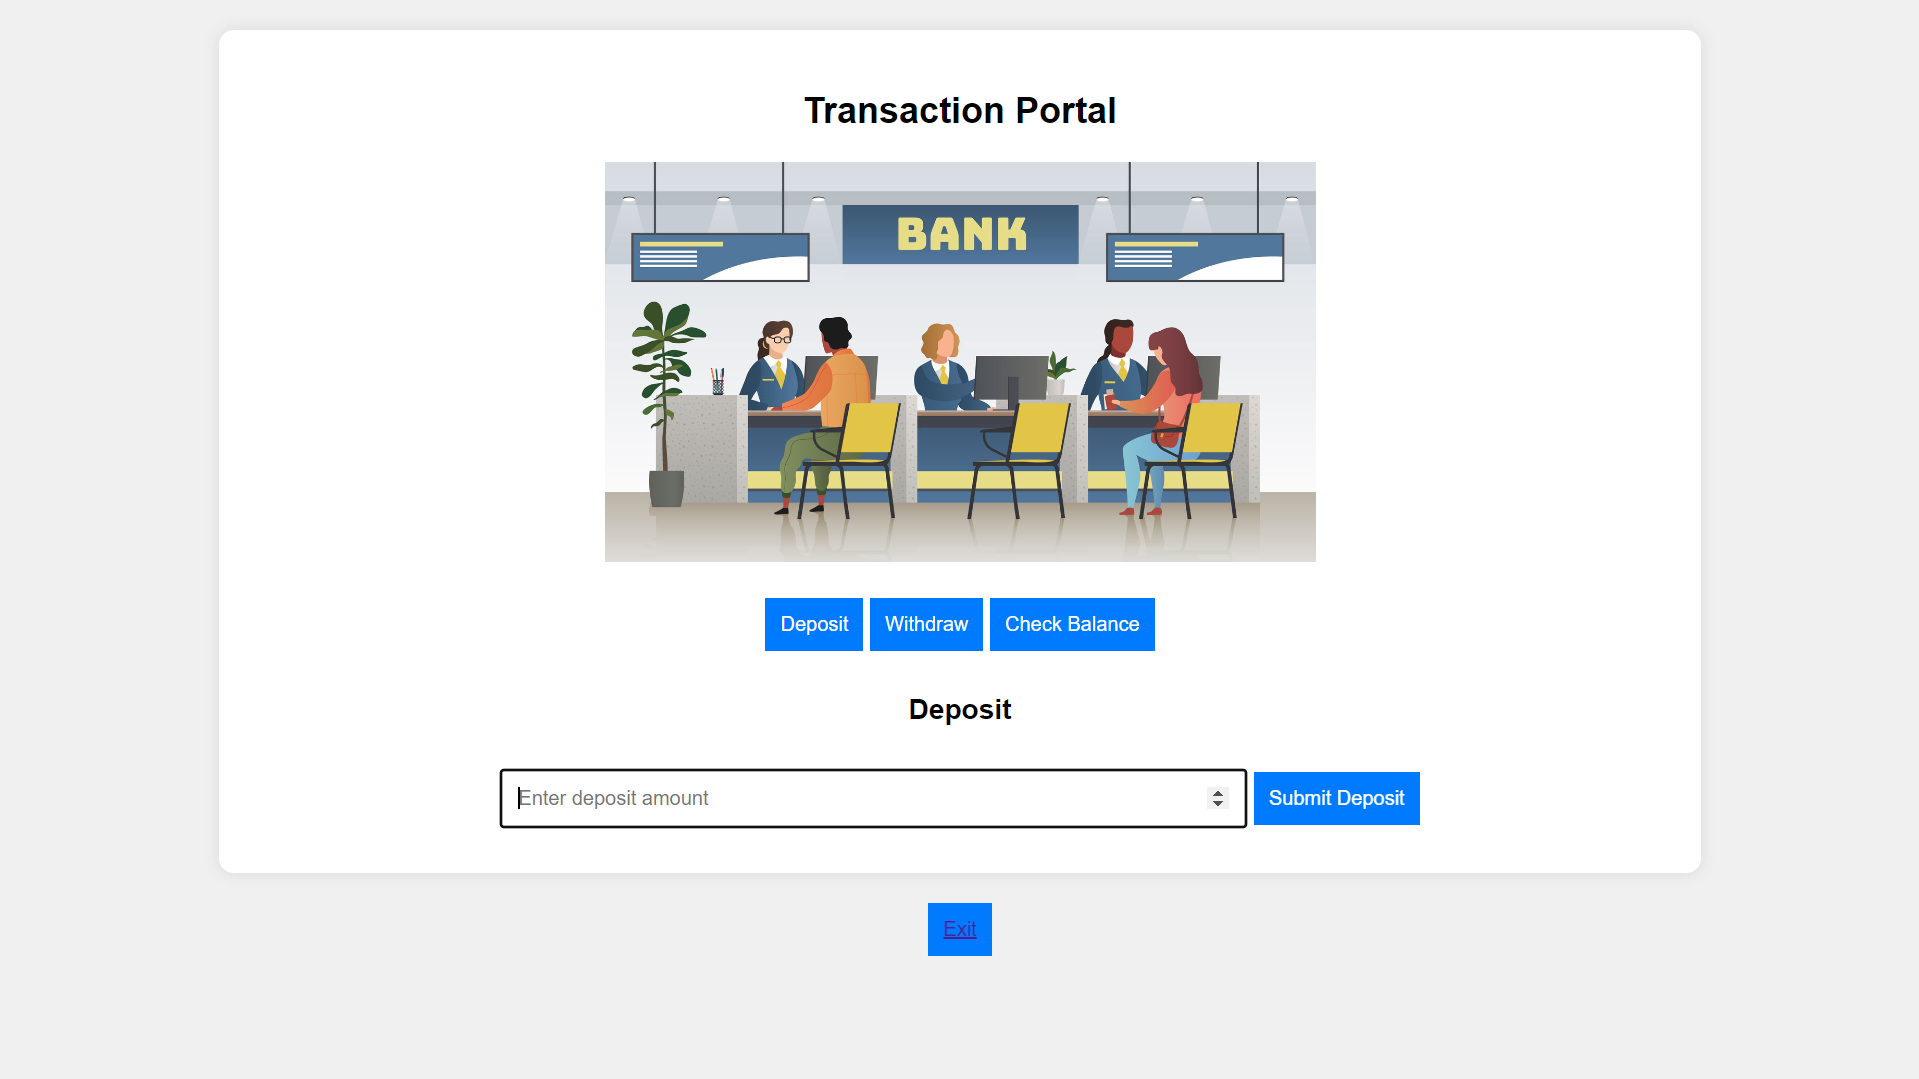 Transaction Portal
BANK
Deposit Withdraw Check Balance
Deposit
Enter deposit amount Submit Deposit
Exit